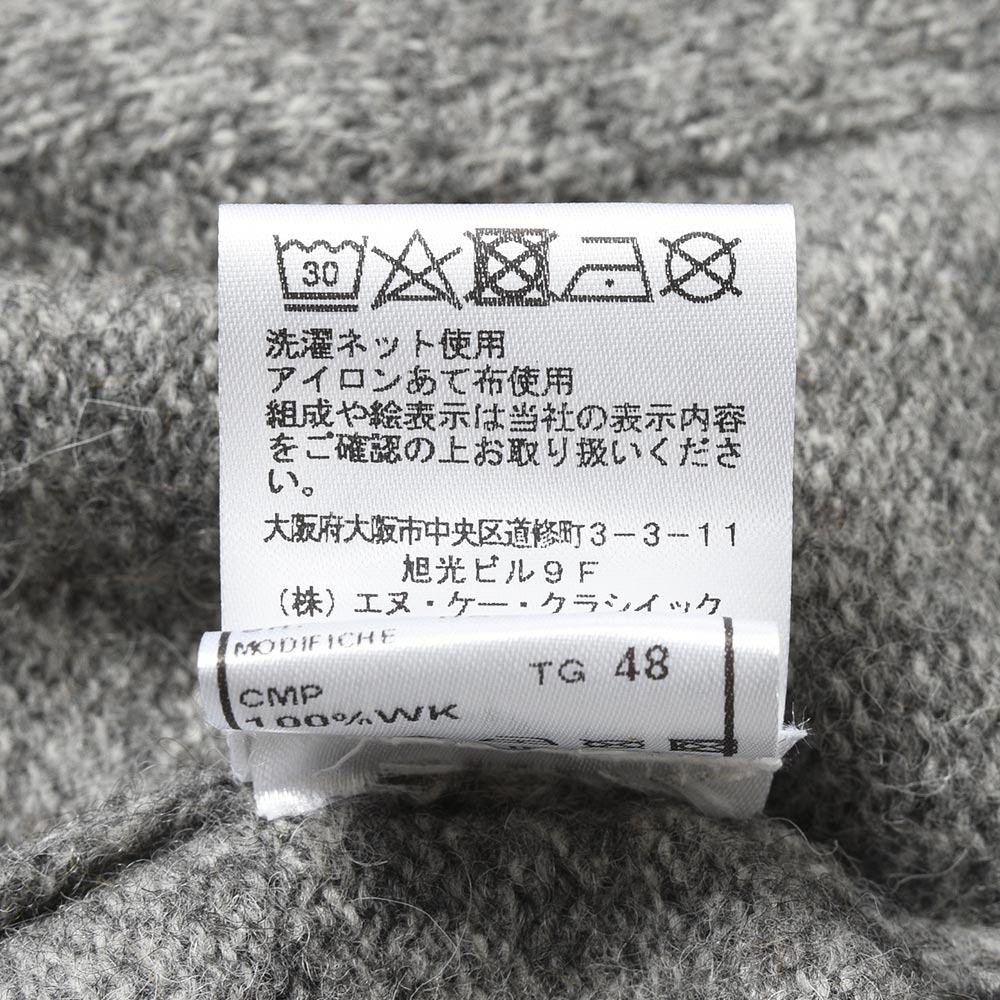 30
洗濯ネット使用
アイロンあて布使用
組成や絵表示は当社の表示内容
をご確認の上お取り扱いくださ
い。
大阪府大阪市中央区道修町3-3-11
旭光ビル9F
(株)エヌ・ケー・クラシイック
MODIFICHE
TG 48
CMP
100%WK